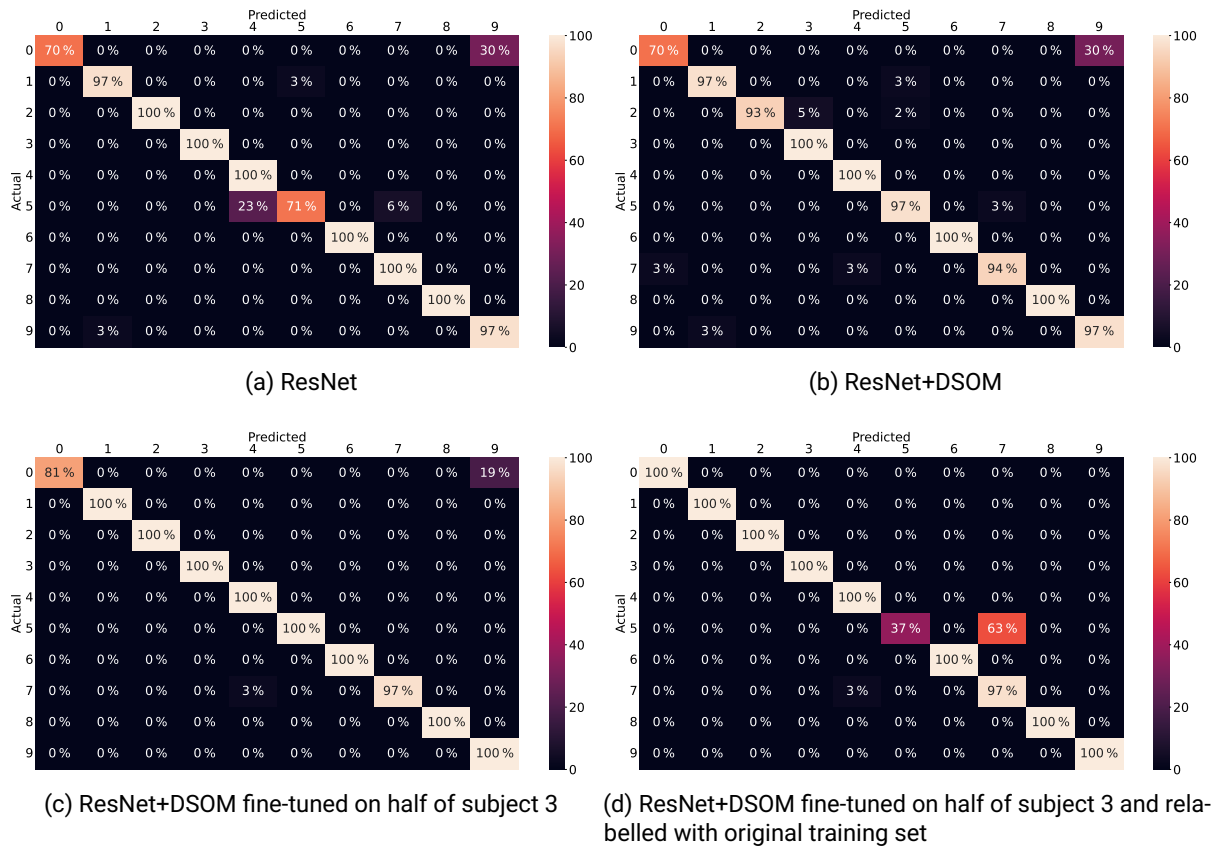 Predicted
0 1 2 3 4 5 6 7 8 9
Actual
0 70 % 0 % 0 % 0 % 0 % 0 % 0 % 0 % 0 % 30 %
1 0 % 97 % 0 % 0 % 0 % 3 % 0 % 0 % 0 % 0 %
2 0 % 0 % 100 % 0 % 0 % 0 % 0 % 0 % 0 % 0 %
3 0 % 0 % 0 % 100 % 0 % 0 % 0 % 0 % 0 % 0 %
4 0 % 0 % 0 % 0 % 100 % 0 % 0 % 0 % 0 % 0 %
5 0 % 0 % 0 % 0 % 23 % 71 % 0 % 6 % 0 % 0 %
6 0 % 0 % 0 % 0 % 0 % 0 % 100 % 0 % 0 % 0 %
7 0 % 0 % 0 % 0 % 0 % 0 % 0 % 100 % 0 % 0 %
8 0 % 0 % 0 % 0 % 0 % 0 % 0 % 0 % 100 % 0 %
9 0 % 3 % 0 % 0 % 0 % 0 % 0 % 0 % 0 % 97 %
100
80
60
40
20
0
(a) ResNet
Predicted
0 1 2 3 4 5 6 7 8 9
Actual
0 70 % 0 % 0 % 0 % 0 % 0 % 0 % 0 % 0 % 30 %
1 0 % 97 % 0 % 0 % 0 % 3 % 0 % 0 % 0 % 0 %
2 0 % 0 % 93 % 5 % 0 % 2 % 0 % 0 % 0 % 0 %
3 0 % 0 % 0 % 100 % 0 % 0 % 0 % 0 % 0 % 0 %
4 0 % 0 % 0 % 0 % 100 % 0 % 0 % 0 % 0 % 0 %
5 0 % 0 % 0 % 0 % 0 % 97 % 0 % 3 % 0 % 0 %
6 0 % 0 % 0 % 0 % 0 % 0 % 100 % 0 % 0 % 0 %
7 3 % 0 % 0 % 0 % 3 % 0 % 0 % 94 % 0 % 0 %
8 0 % 0 % 0 % 0 % 0 % 0 % 0 % 0 % 100 % 0 %
9 0 % 3 % 0 % 0 % 0 % 0 % 0 % 0 % 0 % 97 %
100
80
60
40
20
0
(b) ResNet+DSOM
Predicted
0 1 2 3 4 5 6 7 8 9
Actual
0 81 % 0 % 0 % 0 % 0 % 0 % 0 % 0 % 0 % 19 %
1 0 % 100 % 0 % 0 % 0 % 0 % 0 % 0 % 0 % 0 %
2 0 % 0 % 100 % 0 % 0 % 0 % 0 % 0 % 0 % 0 %
3 0 % 0 % 0 % 100 % 0 % 0 % 0 % 0 % 0 % 0 %
4 0 % 0 % 0 % 0 % 100 % 0 % 0 % 0 % 0 % 0 %
5 0 % 0 % 0 % 0 % 0 % 100 % 0 % 0 % 0 % 0 %
6 0 % 0 % 0 % 0 % 0 % 0 % 100 % 0 % 0 % 0 %
7 0 % 0 % 0 % 0 % 3 % 0 % 0 % 97 % 0 % 0 %
8 0 % 0 % 0 % 0 % 0 % 0 % 0 % 0 % 100 % 0 %
9 0 % 0 % 0 % 0 % 0 % 0 % 0 % 0 % 0 % 100 %
100
80
60
40
20
0
(c) ResNet+DSOM fine-tuned on half of subject 3
Predicted
0 1 2 3 4 5 6 7 8 9
Actual
0 100 % 0 % 0 % 0 % 0 % 0 % 0 % 0 % 0 % 0 %
1 0 % 100 % 0 % 0 % 0 % 0 % 0 % 0 % 0 % 0 %
2 0 % 0 % 100 % 0 % 0 % 0 % 0 % 0 % 0 % 0 %
3 0 % 0 % 0 % 100 % 0 % 0 % 0 % 0 % 0 % 0 %
4 0 % 0 % 0 % 0 % 100 % 0 % 0 % 0 % 0 % 0 %
5 0 % 0 % 0 % 0 % 0 % 37 % 0 % 63 % 0 % 0 %
6 0 % 0 % 0 % 0 % 0 % 0 % 100 % 0 % 0 % 0 %
7 0 % 0 % 0 % 0 % 3 % 0 % 0 % 97 % 0 % 0 %
8 0 % 0 % 0 % 0 % 0 % 0 % 0 % 0 % 100 % 0 %
9 0 % 0 % 0 % 0 % 0 % 0 % 0 % 0 % 0 % 100 %
100
80
60
40
20
0
(d) ResNet+DSOM fine-tuned on half of subject 3 and rela-
belled with original training set